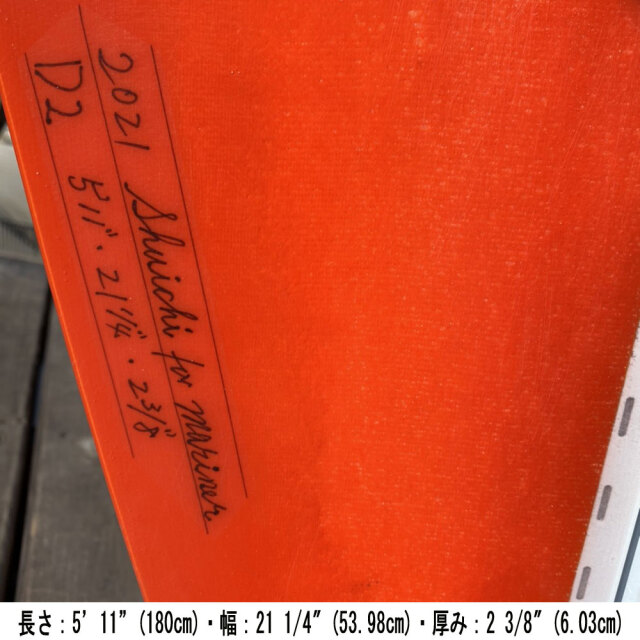 2021 Shuichi for Mariner
D2 5'11"・21 1/4"・2 3/8"
長さ：5’ 11” (180cm)・幅：21 1/4” (53.98cm)・厚み：2 3/8” (6.03cm)